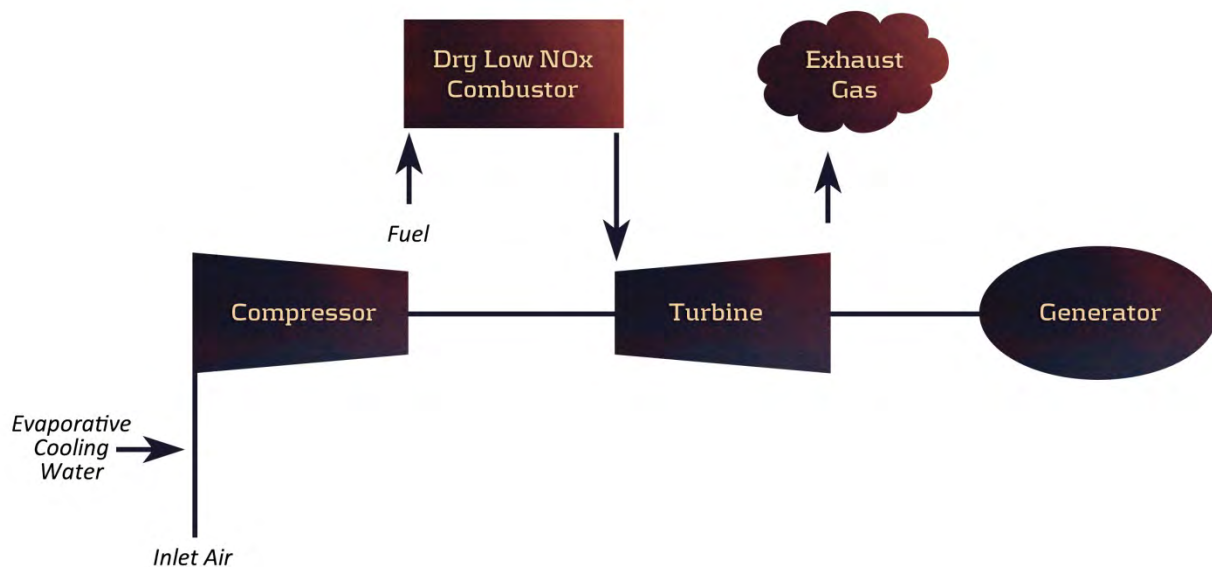 Dry Low NOx
Combustor
Exhaust
Gas
Fuel
Compressor
Turbine
Generator
Evaporative
Cooling
Water
Inlet Air